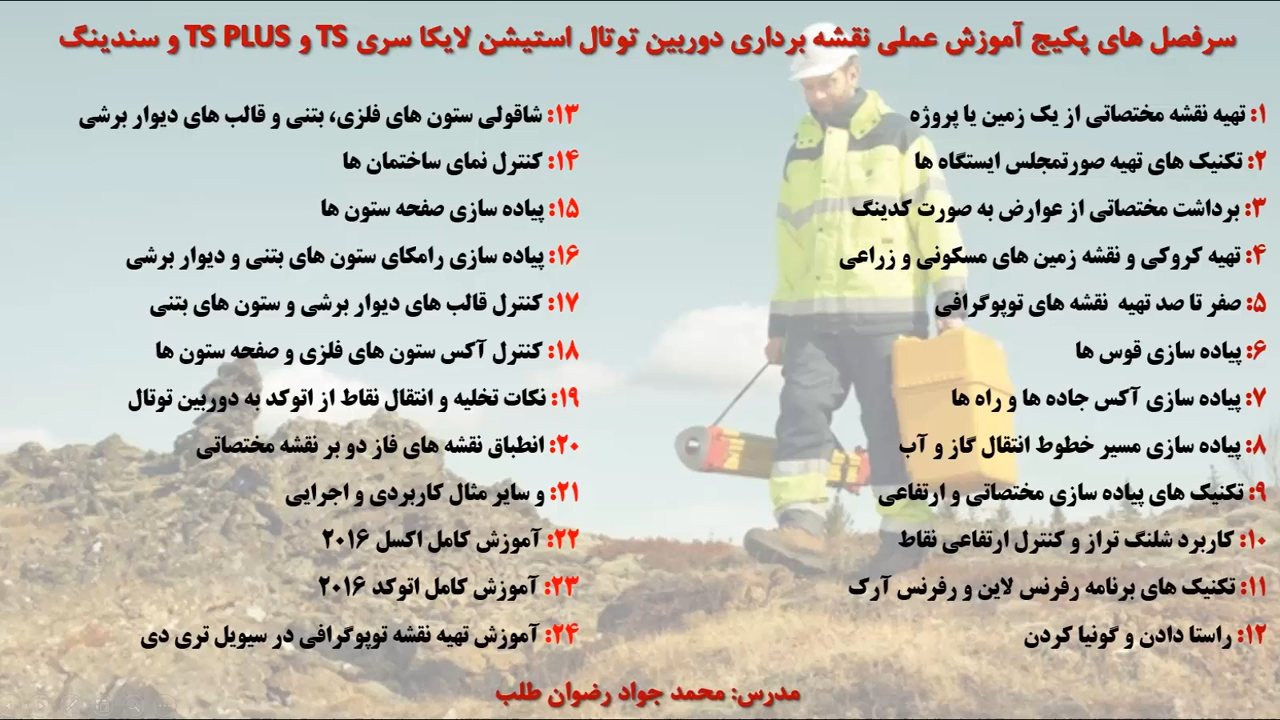 سرفصل های پکیج آموزش عملی نقشه برداری دوربین توتال استیشن لایکا سری TS و TS PLUS و سندینگ
۱: تهیه نقشه مختصاتی از یک زمین یا پروژه
۲: تکنیک های تهیه صورتمجلس ایستگاه ها
۳: برداشت مختصاتی از عوارض به صورت کدینگ
۴: تهیه کروکی و نقشه زمین های مسکونی و زراعی
۵: صفر تا صد تهیه نقشه های توپوگرافی
۶: پیاده سازی قوس ها
۷: پیاده سازی آکس جاده ها و راه ها
۸: پیاده سازی مسیر خطوط انتقال گاز و آب
۹: تکنیک های پیاده سازی مختصاتی و ارتفاعی
۱۰: کاربرد شلنگ تراز و کنترل ارتفاعی نقاط
۱۱: تکنیک های برنامه رفرنس لاین و رفرنس آرک
۱۲: راستا دادن و گونیا کردن
۱۳: شاقولی ستون های فلزی، بتنی و قالب های دیوار برشی
۱۴: کنترل نمای ساختمان ها
۱۵: پیاده سازی صفحه ستون ها
۱۶: پیاده سازی رامکای ستون های بتنی و دیوار برشی
۱۷: کنترل قالب های دیوار برشی و ستون های بتنی
۱۸: کنترل آکس ستون های فلزی و صفحه ستون ها
۱۹: نکات تخلیه و انتقال نقاط از اتوکد به دوربین توتال
۲۰: انطباق نقشه های فاز دو بر نقشه مختصاتی
۲۱: و سایر مثال کاربردی و اجرایی
۲۲: آموزش کامل اکسل ۲۰۱۶
۲۳: آموزش کامل اتوکد ۲۰۱۶
۲۴: آموزش تهیه نقشه توپوگرافی در سیویل تری دی
مدرس: محمد جواد رضوان طلب